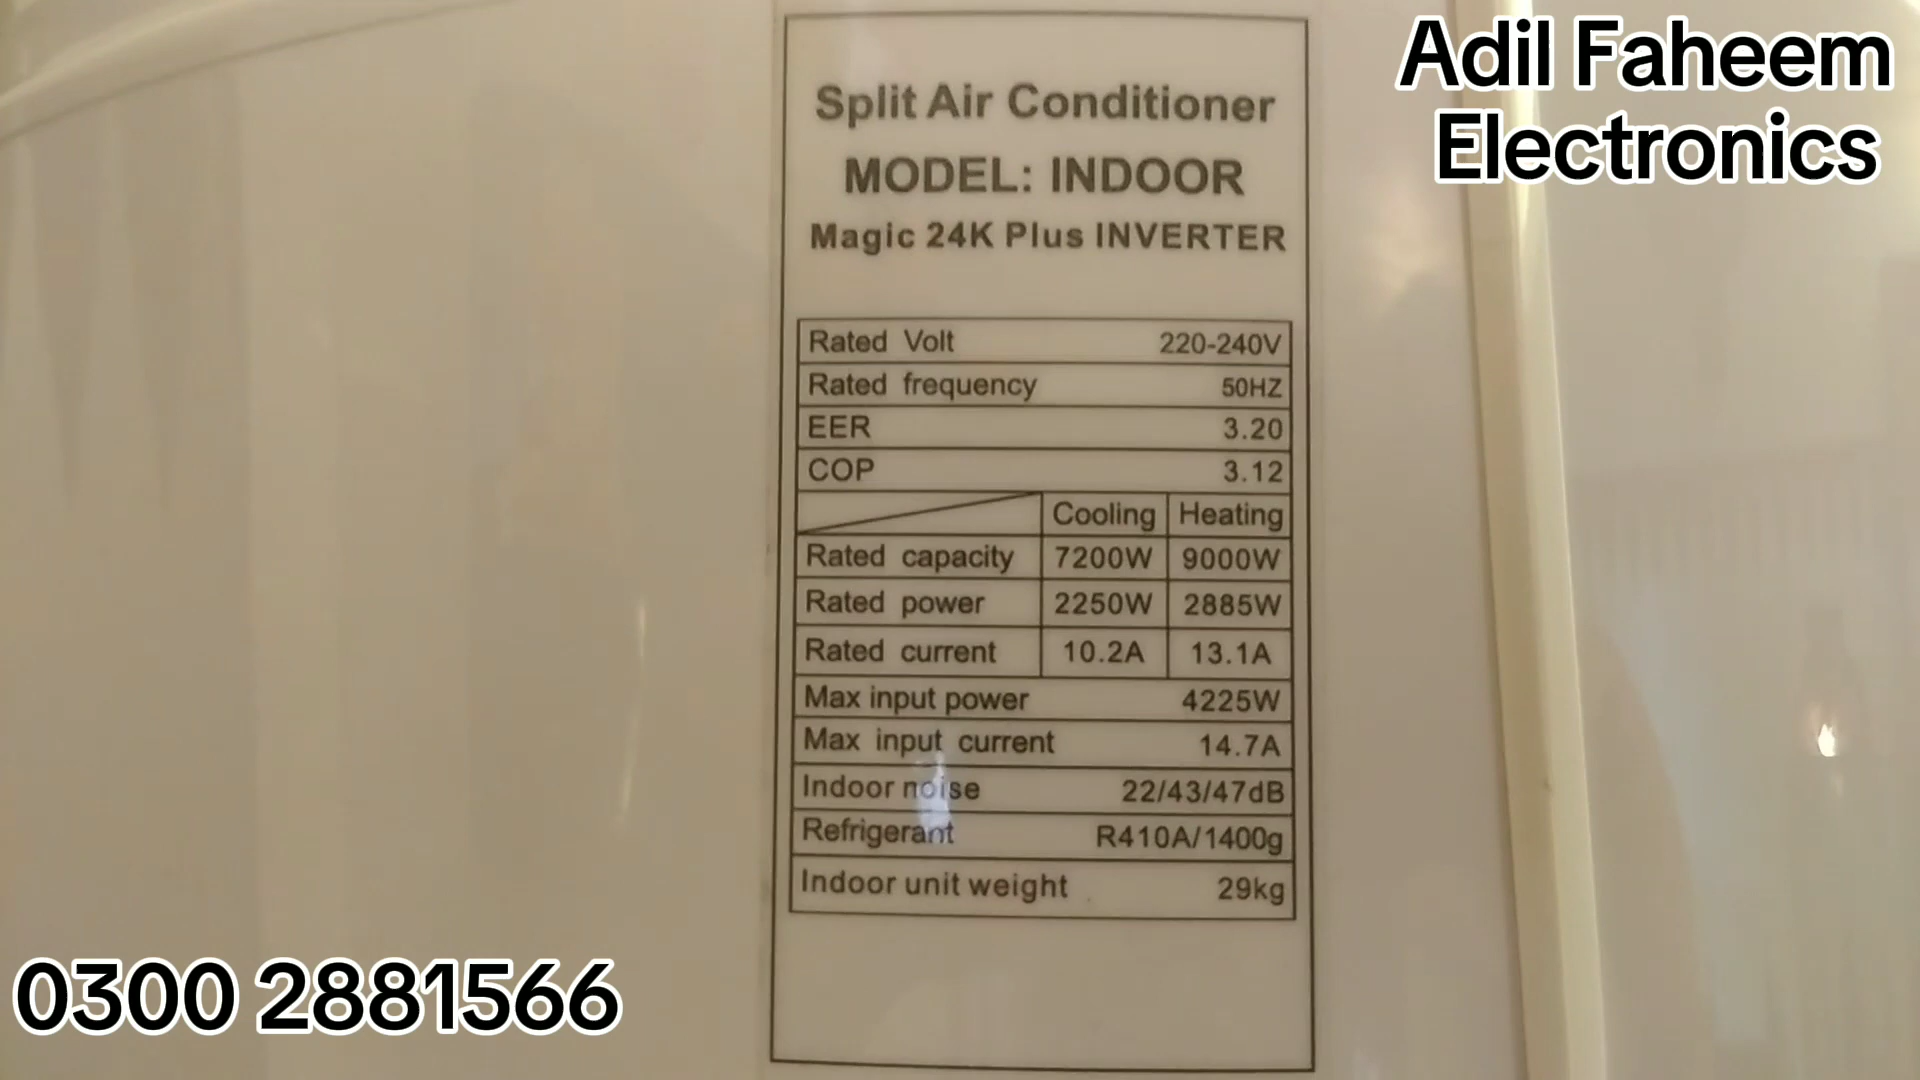 Adil Faheem
Electronics
Split Air Conditioner
MODEL: INDOOR
Magic 24K Plus INVERTER
Rated Volt 220-240V
Rated frequency 50HZ
EER 3.20
COP 3.12
Cooling Heating
Rated capacity 7200W 9000W
Rated power 2250W 2885W
Rated current 10.2A 13.1A
Max input power 4225W
Max input current 14.7A
Indoor noise 22/43/47dB
Refrigerant R410A/1400g
Indoor unit weight 29kg
0300 2881566